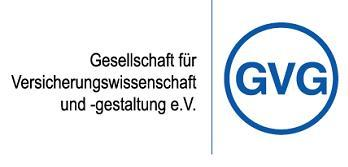 Gesellschaft für
Versicherungswissenschaft
und -gestaltung e.V.
GVG